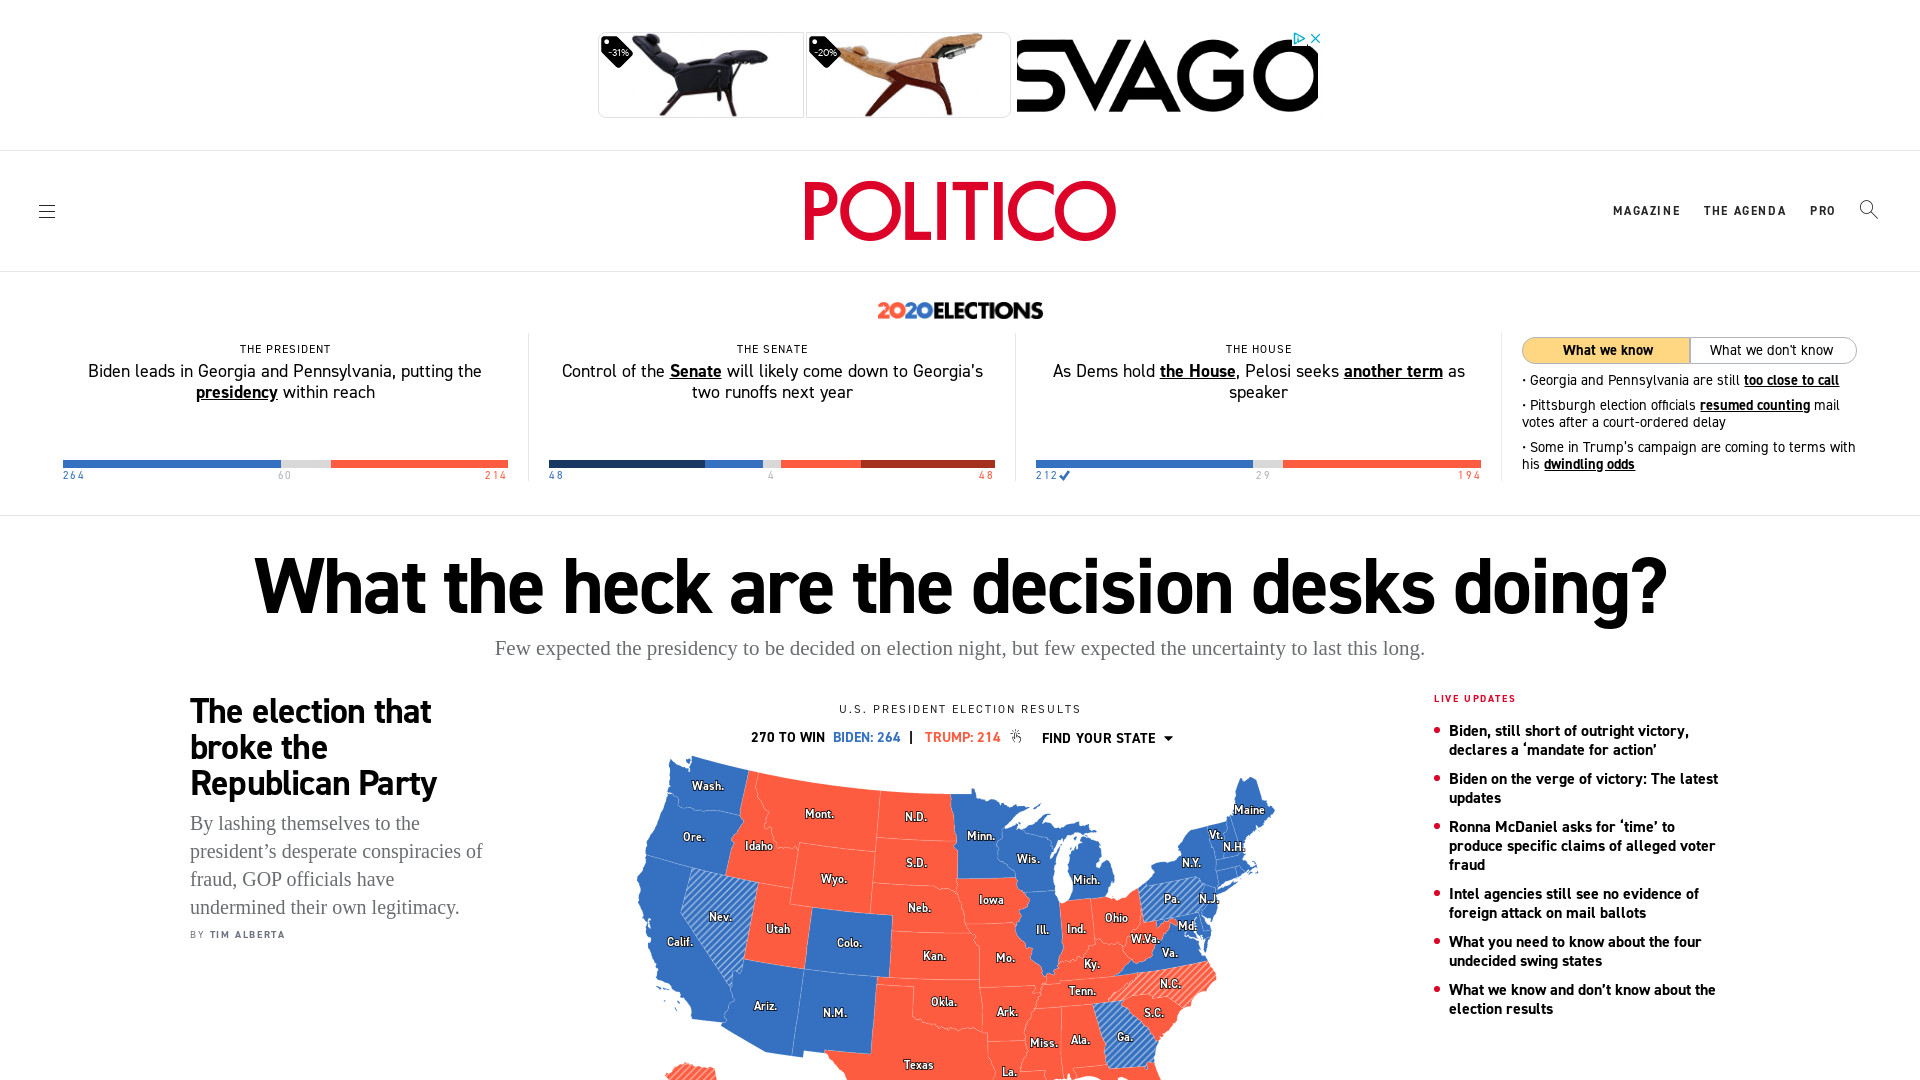 -31%
-20%
SVAGO
POLITICO
MAGAZINE
THE AGENDA
PRO
2020ELECTIONS
THE PRESIDENT
Biden leads in Georgia and Pennsylvania, putting the
presidency within reach
264
60
214
THE SENATE
Control of the Senate will likely come down to Georgia’s
two runoffs next year
48
4
48
THE HOUSE
As Dems hold the House, Pelosi seeks another term as
speaker
212
29
194
What we know
What we don't know
· Georgia and Pennsylvania are still too close to call
· Pittsburgh election officials resumed counting mail
votes after a court-ordered delay
· Some in Trump’s campaign are coming to terms with
his dwindling odds
What the heck are the decision desks doing?
Few expected the presidency to be decided on election night, but few expected the uncertainty to last this long.
The election that
broke the
Republican Party
By lashing themselves to the
president’s desperate conspiracies of
fraud, GOP officials have
undermined their own legitimacy.
BY TIM ALBERTA
U.S. PRESIDENT ELECTION RESULTS
270 TO WIN BIDEN: 264 | TRUMP: 214
FIND YOUR STATE
Wash.
Mont.
N.D.
Minn.
Maine
Ore.
Idaho
S.D.
Wis.
Vt.
N.H.
Wyo.
Mich.
N.Y.
Nev.
Neb.
Iowa
Pa.
N.J.
Utah
Colo.
Ill.
Ind.
Ohio
Md.
Calif.
Kan.
Mo.
W.Va.
Va.
Ky.
Ariz.
N.M.
Okla.
Ark.
Tenn.
N.C.
S.C.
Miss.
Ala.
Ga.
Texas
La.
LIVE UPDATES
Biden, still short of outright victory,
declares a ‘mandate for action’
Biden on the verge of victory: The latest
updates
Ronna McDaniel asks for ‘time’ to
produce specific claims of alleged voter
fraud
Intel agencies still see no evidence of
foreign attack on mail ballots
What you need to know about the four
undecided swing states
What we know and don’t know about the
election results